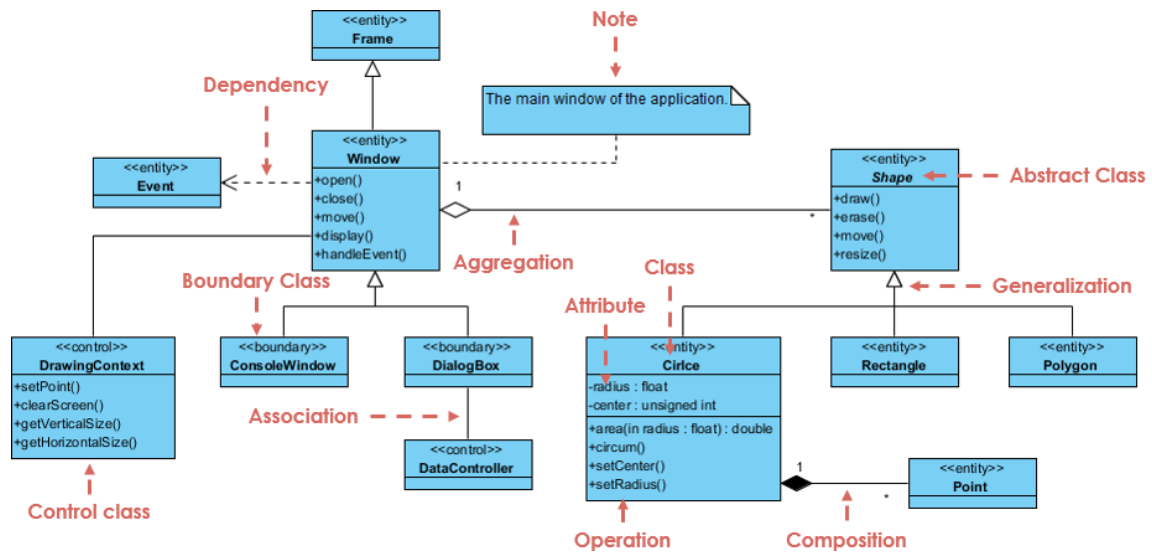 <<entity>>
Frame
Note
The main window of the application.
Dependency
<<entity>>
Window
+open()
+close()
+move()
+display()
+handleEvent()
<<entity>>
Event
1
*
Aggregation
<<entity>>
Shape
+draw()
+erase()
+move()
+resize()
Abstract Class
Generalization
Boundary Class
Class
Attribute
<<control>>
DrawingContext
+setPoint()
+clearScreen()
+getVerticalSize()
+getHorizontalSize()
Control class
<<boundary>>
ConsoleWindow
<<boundary>>
DialogBox
Association
<<control>>
DataController
<<entity>>
Cirlce
-radius : float
-center : unsigned int
+area(in radius : float) : double
+circum()
+setCenter()
+setRadius()
Operation
<<entity>>
Rectangle
<<entity>>
Polygon
1
*
Composition
<<entity>>
Point